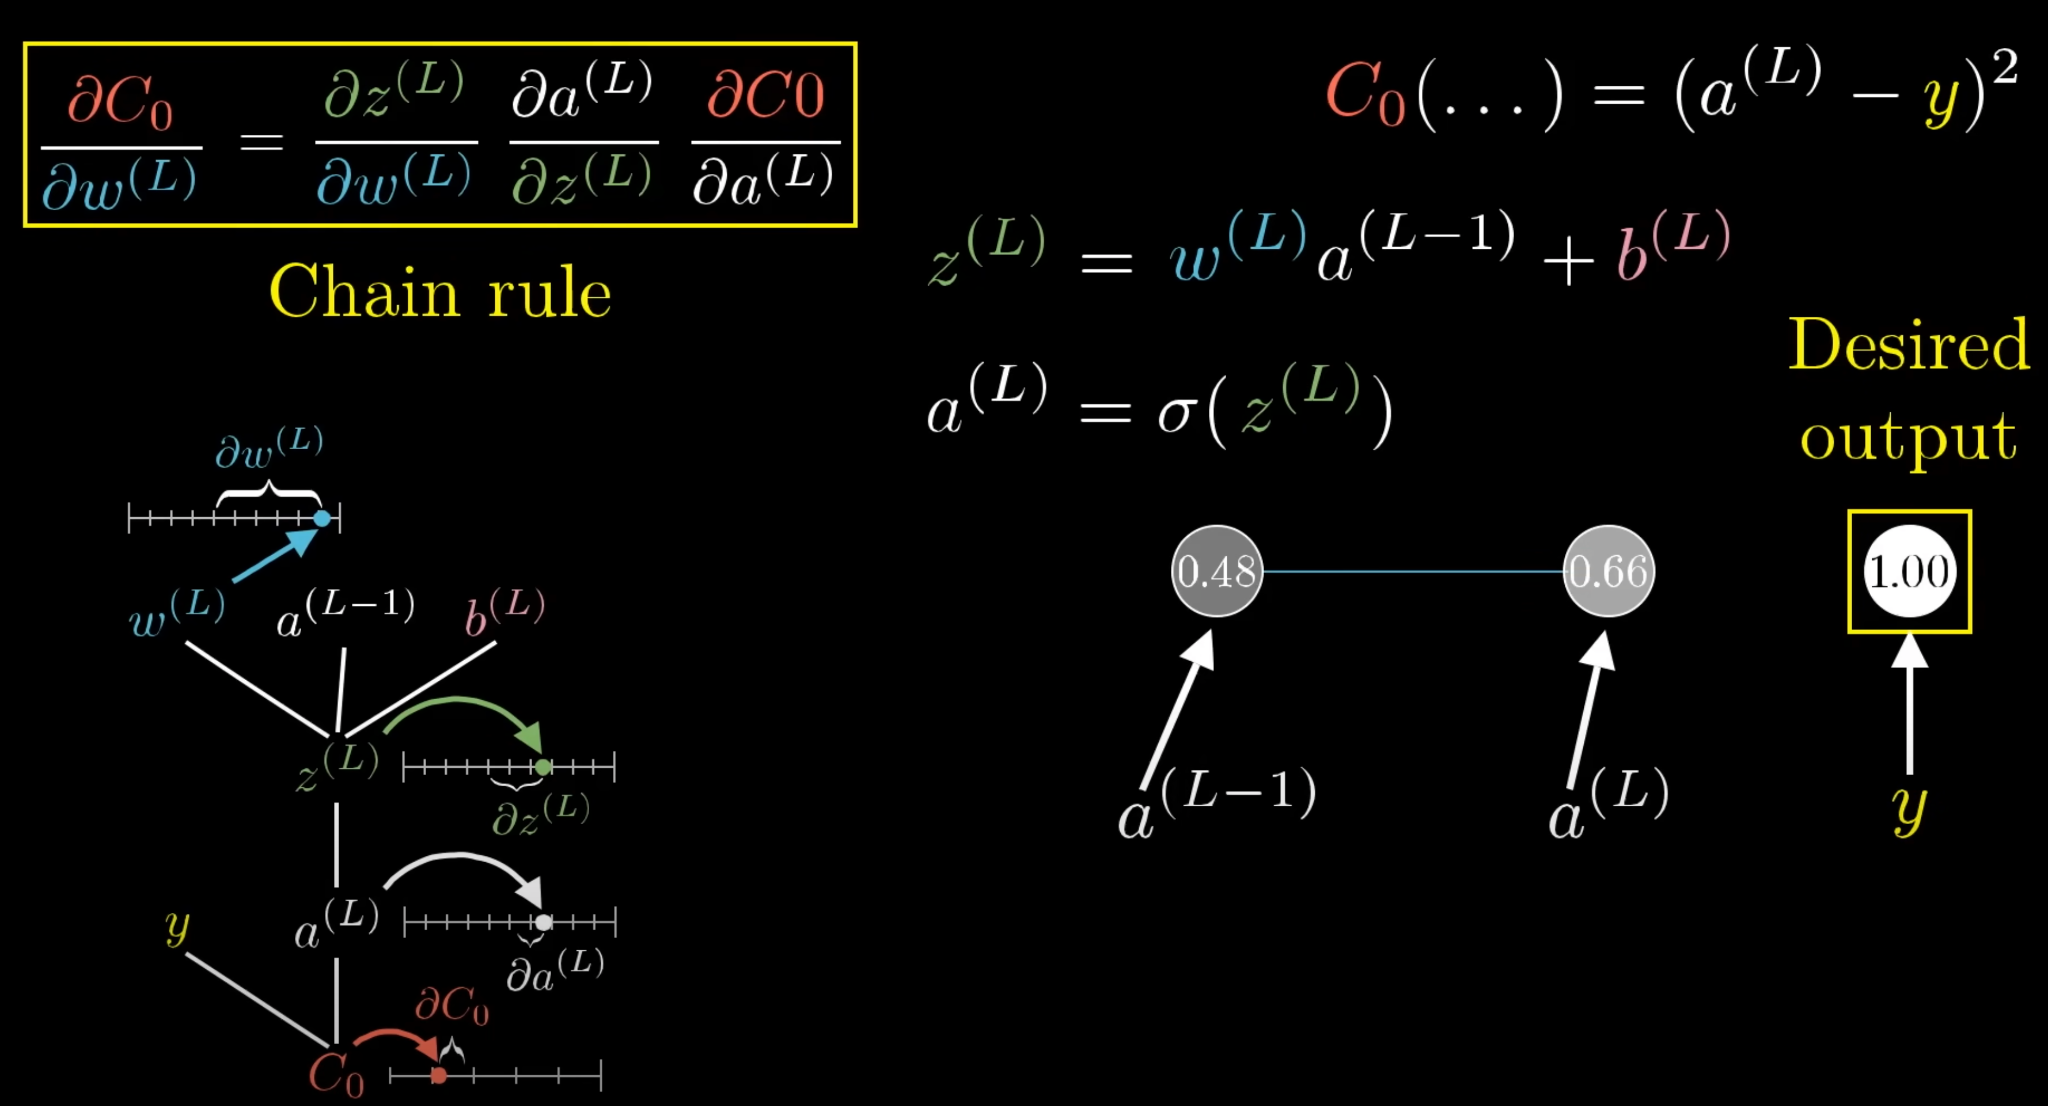 ∂C₀/∂w⁽ᴸ⁾ = ∂z⁽ᴸ⁾/∂w⁽ᴸ⁾ ∂a⁽ᴸ⁾/∂z⁽ᴸ⁾ ∂C0/∂a⁽ᴸ⁾
Chain rule
C₀(...) = (a⁽ᴸ⁾ − y)²
z⁽ᴸ⁾ = w⁽ᴸ⁾a⁽ᴸ⁻¹⁾ + b⁽ᴸ⁾
a⁽ᴸ⁾ = σ(z⁽ᴸ⁾)
Desired
output
∂w⁽ᴸ⁾
w⁽ᴸ⁾ a⁽ᴸ⁻¹⁾ b⁽ᴸ⁾
z⁽ᴸ⁾
∂z⁽ᴸ⁾
y a⁽ᴸ⁾
∂a⁽ᴸ⁾
∂C₀
C₀
0.48 0.66 1.00
a⁽ᴸ⁻¹⁾ a⁽ᴸ⁾ y